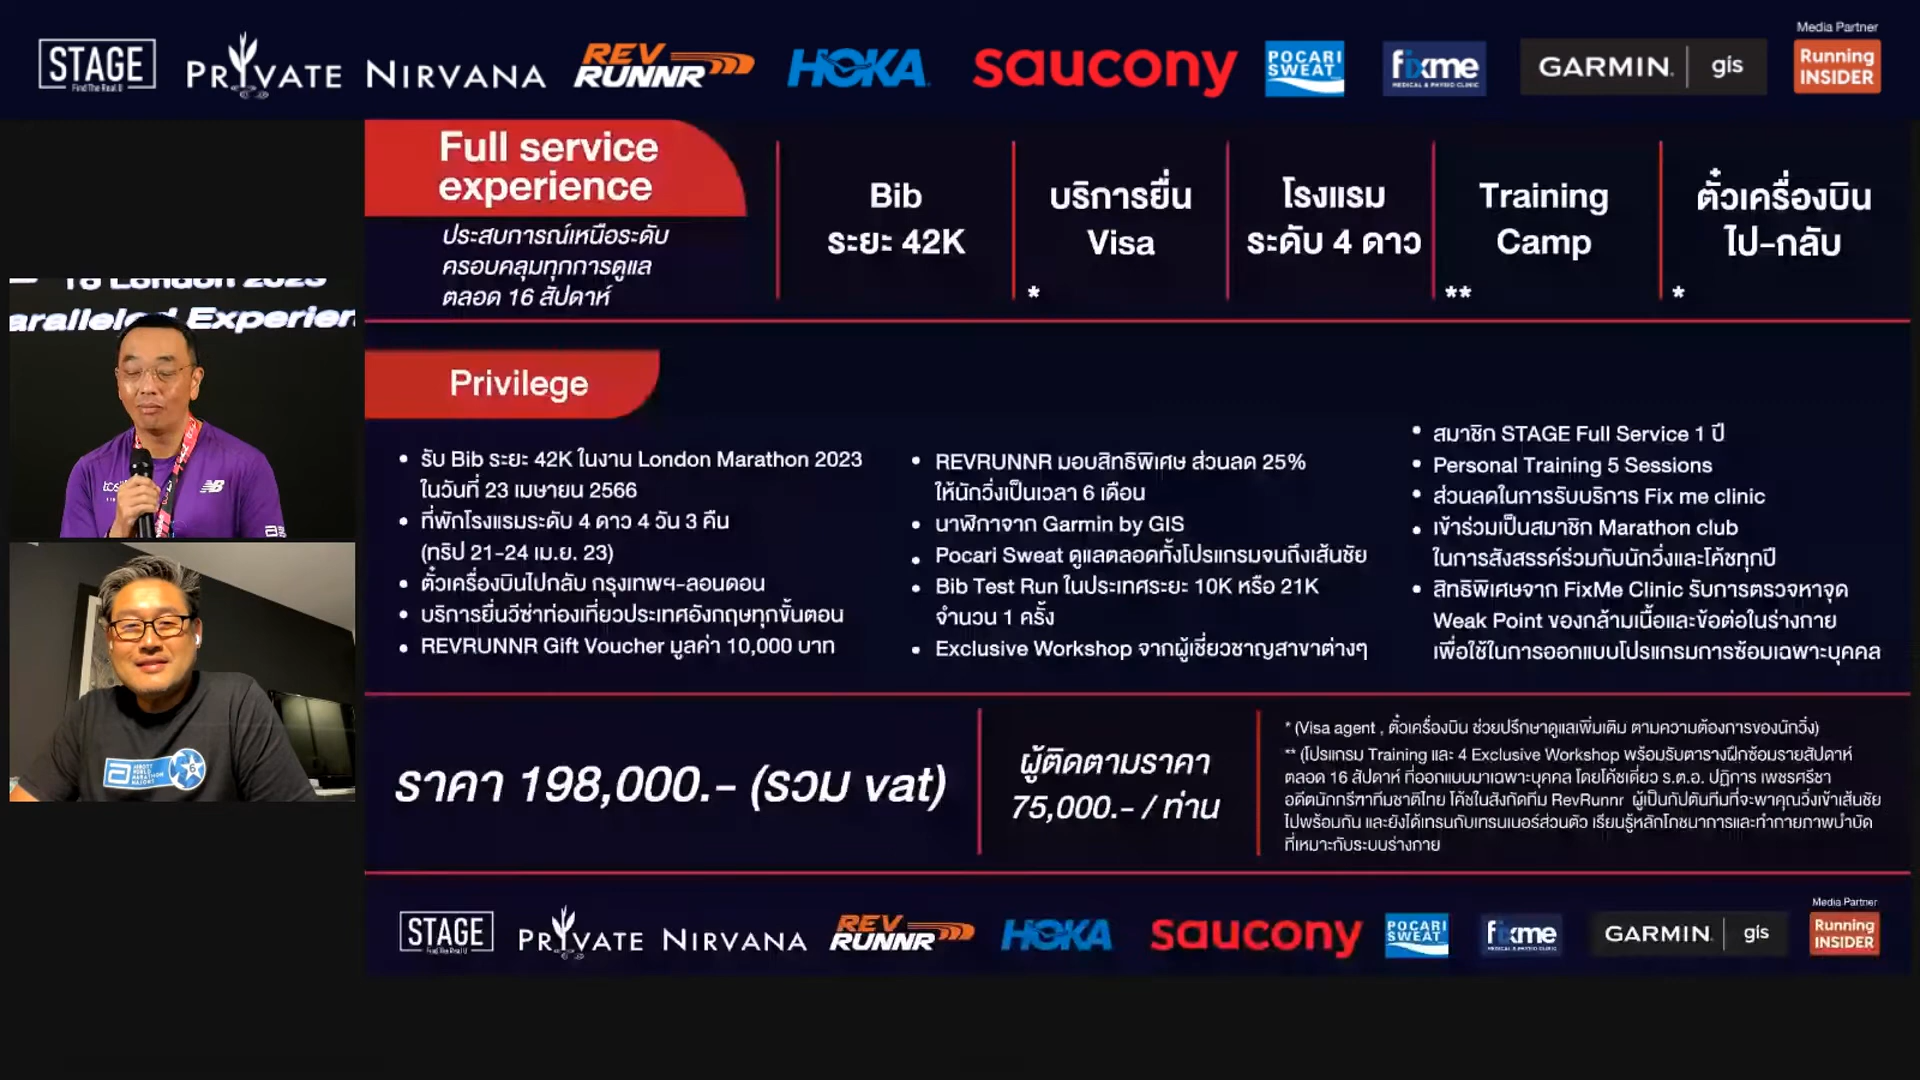 STAGE
Find The Real U
PRIVATE NIRVANA
REV
RUNNR
HOKA
saucony
POCARI
SWEAT
fixme
MEDICAL & PHYSIO CLINIC
GARMIN.
gis
Media Partner
Running
INSIDER
Full service
experience
ประสบการณ์เหนือระดับ
ครอบคลุมทุกการดูแล
ตลอด 16 สัปดาห์
Bib
ระยะ 42K
บริการยื่น
Visa
*
โรงแรม
ระดับ 4 ดาว
Training
Camp
**
ตั๋วเครื่องบิน
ไป-กลับ
*
to London 2023
aralleled Experien
NB
Privilege
• รับ Bib ระยะ 42K ในงาน London Marathon 2023
ในวันที่ 23 เมษายน 2566
• ที่พักโรงแรมระดับ 4 ดาว 4 วัน 3 คืน
(ทริป 21-24 เม.ย. 23)
• ตั๋วเครื่องบินไปกลับ กรุงเทพฯ-ลอนดอน
• บริการยื่นวีซ่าท่องเที่ยวประเทศอังกฤษทุกขั้นตอน
• REVRUNNR Gift Voucher มูลค่า 10,000 บาท
• REVRUNNR มอบสิทธิพิเศษ ส่วนลด 25%
ให้นักวิ่งเป็นเวลา 6 เดือน
• นาฬิกาจาก Garmin by GIS
• Pocari Sweat ดูแลตลอดทั้งโปรแกรมจนถึงเส้นชัย
• Bib Test Run ในประเทศระยะ 10K หรือ 21K
จำนวน 1 ครั้ง
• Exclusive Workshop จากผู้เชี่ยวชาญสาขาต่างๆ
• สมาชิก STAGE Full Service 1 ปี
• Personal Training 5 Sessions
• ส่วนลดในการรับบริการ Fix me clinic
• เข้าร่วมเป็นสมาชิก Marathon club
ในการสังสรรค์ร่วมกับนักวิ่งและโค้ชทุกปี
• สิทธิพิเศษจาก FixMe Clinic รับการตรวจหาจุด
Weak Point ของกล้ามเนื้อและข้อต่อในร่างกาย
เพื่อใช้ในการออกแบบโปรแกรมการซ้อมเฉพาะบุคคล
ABBOTT
WORLD
MARATHON
MAJORS
6
ราคา 198,000.- (รวม vat)
ผู้ติดตามราคา
75,000.- / ท่าน
* (Visa agent , ตั๋วเครื่องบิน ช่วยปรึกษาดูแลเพิ่มเติม ตามความต้องการของนักวิ่ง)
** (โปรแกรม Training และ 4 Exclusive Workshop พร้อมรับตารางฝึกซ้อมรายสัปดาห์
ตลอด 16 สัปดาห์ ที่ออกแบบมาเฉพาะบุคคล โดยโค้ชเดี่ยว ร.ต.อ. ปฏิการ เพชรศรีชา
อดีตนักกรีฑาทีมชาติไทย โค้ชในสังกัดทีม RevRunnr ผู้เป็นกัปตันทีมที่จะพาคุณวิ่งเข้าเส้นชัย
ไปพร้อมกัน และยังได้เทรนกับเทรนเนอร์ส่วนตัว เรียนรู้หลักโภชนาการและทำกายภาพบำบัด
ที่เหมาะกับระบบร่างกาย
STAGE
Find The Real U
PRIVATE NIRVANA
REV
RUNNR
HOKA
saucony
POCARI
SWEAT
fixme
MEDICAL & PHYSIO CLINIC
GARMIN.
gis
Media Partner
Running
INSIDER